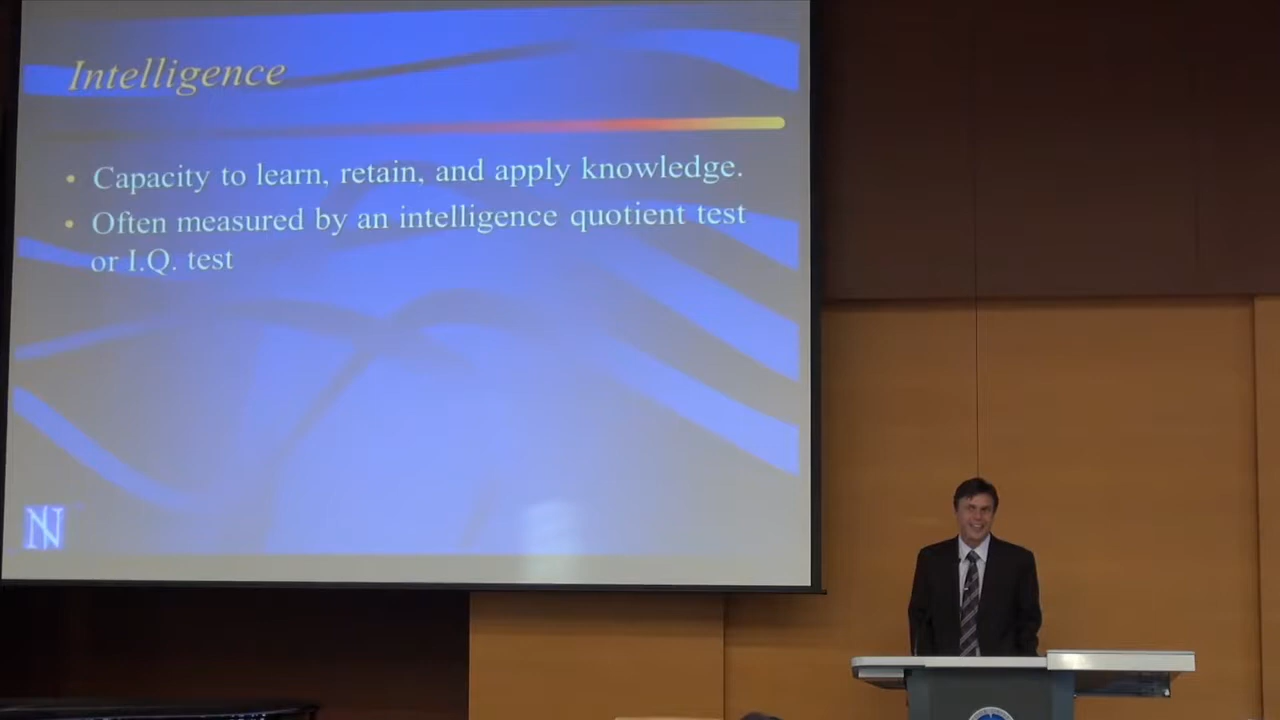 Intelligence
• Capacity to learn, retain, and apply knowledge.
• Often measured by an intelligence quotient test
or I.Q. test
N